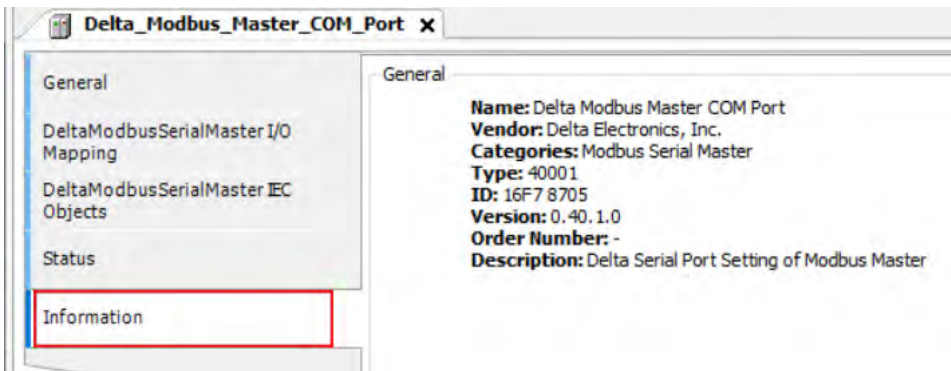 Delta_Modbus_Master_COM_Port X
General
DeltaModbusSerialMaster I/O
Mapping
DeltaModbusSerialMaster IEC
Objects
Status
Information
General
Name: Delta Modbus Master COM Port
Vendor: Delta Electronics, Inc.
Categories: Modbus Serial Master
Type: 40001
ID: 16F7 8705
Version: 0.40.1.0
Order Number: -
Description: Delta Serial Port Setting of Modbus Master